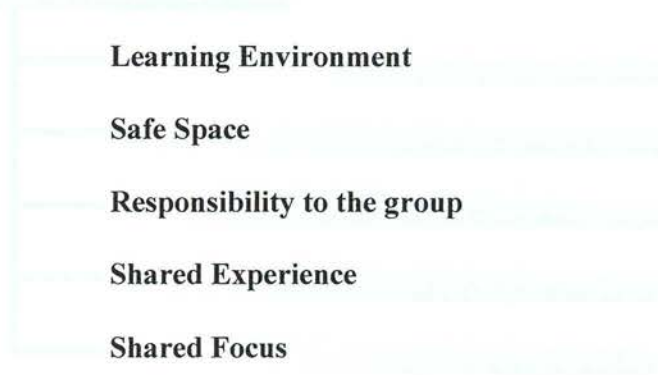 Learning Environment
Safe Space
Responsibility to the group
Shared Experience
Shared Focus